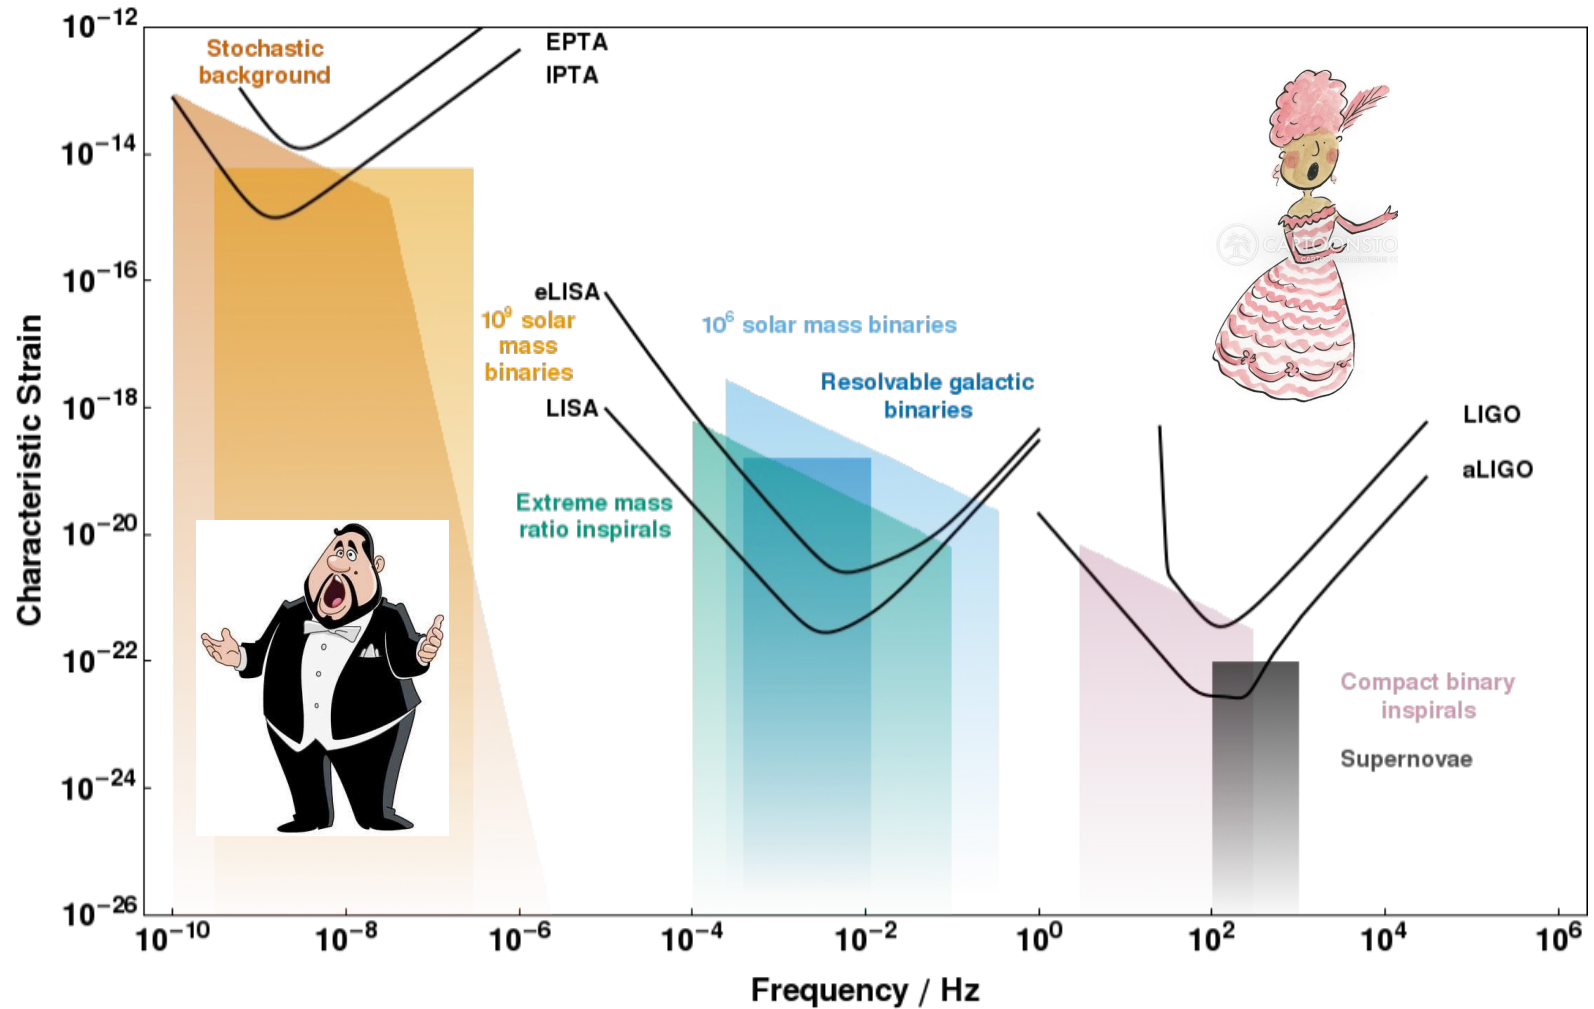 10−12
10−14
10−16
10−18
10−20
10−22
10−24
10−26
Characteristic Strain
Stochastic
background
EPTA
IPTA
eLISA
10⁹ solar
mass
binaries
LISA
10⁶ solar mass binaries
Resolvable galactic
binaries
Extreme mass
ratio inspirals
LIGO
aLIGO
Compact binary
inspirals
Supernovae
CARTOONSTO
10−10
10−8
10−6
10−4
10−2
10⁰
10²
10⁴
10⁶
Frequency / Hz